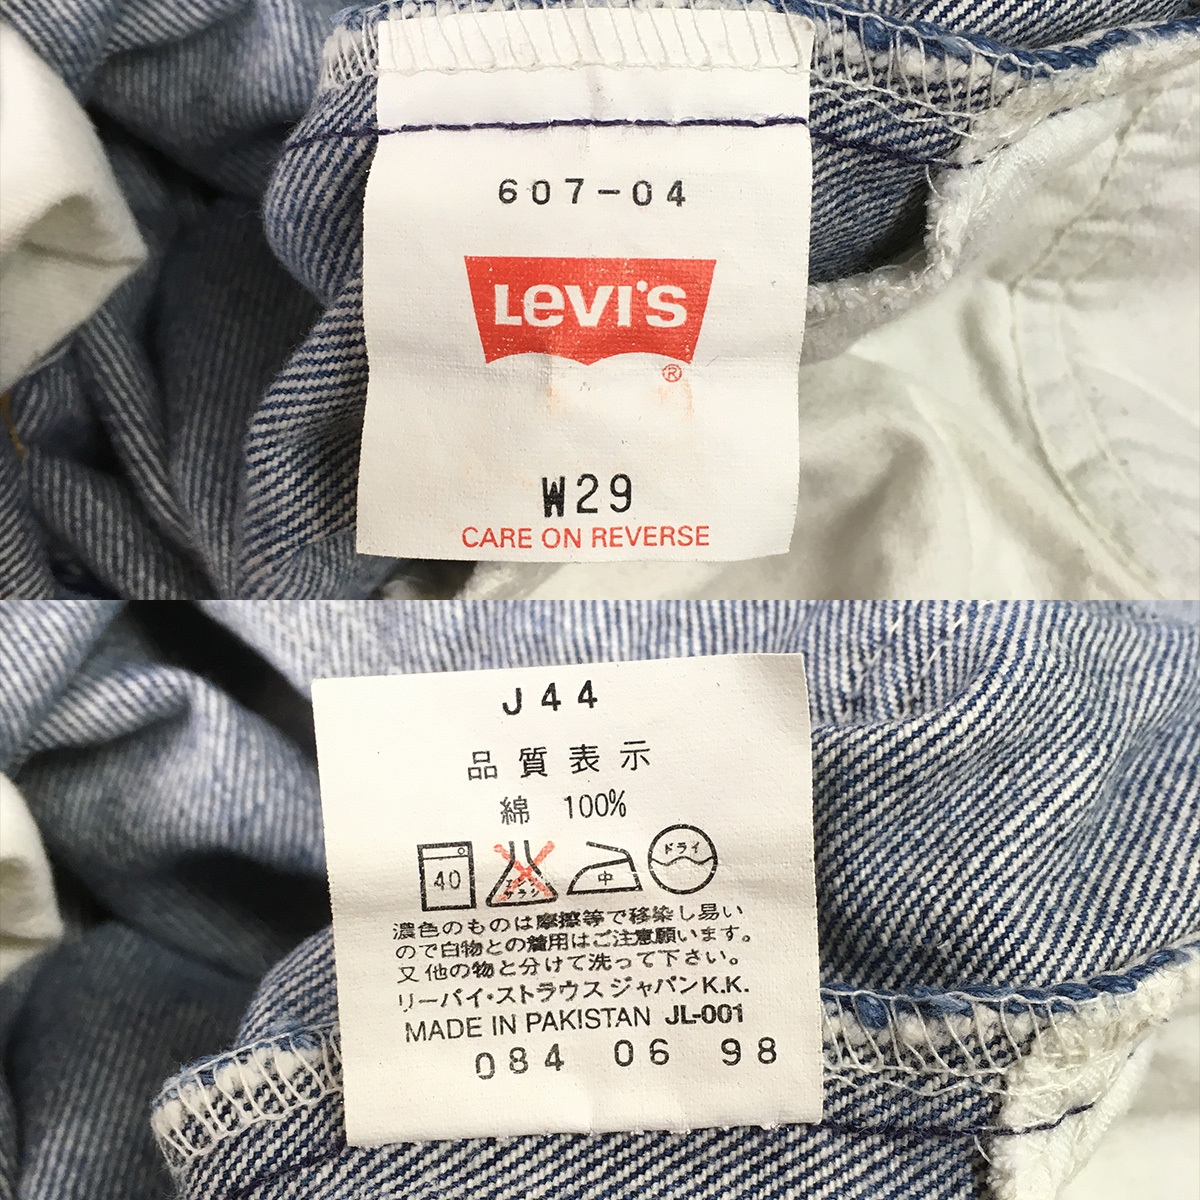 607-04
LEVI'S
®
W29
CARE ON REVERSE
J44
品質表示
綿 100%
40
中
ドライ
濃色のものは摩擦等で移染し易い
ので白物との着用はご注意願います。
又他の物と分けて洗って下さい。
リーバイ・ストラウスジャパンK.K.
MADE IN PAKISTAN JL-001
084 06 98